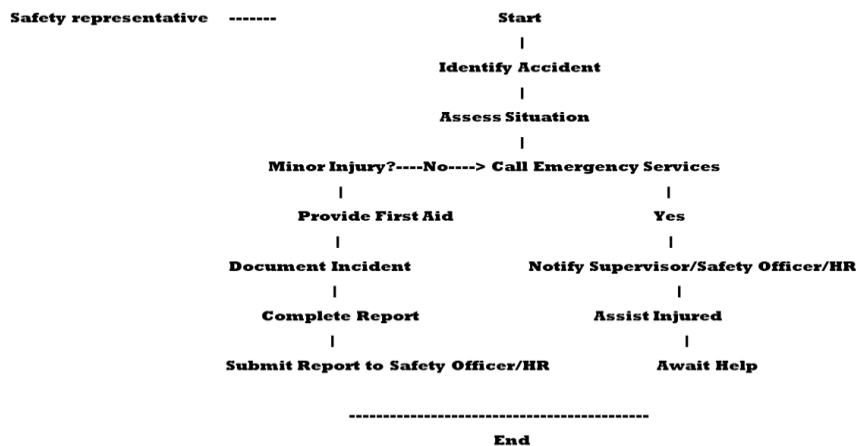 Safety representative ------- Start
|
Identify Accident
|
Assess Situation
|
Minor Injury?----No----> Call Emergency Services
| |
Provide First Aid Yes
| |
Document Incident Notify Supervisor/Safety Officer/HR
| |
Complete Report Assist Injured
| |
Submit Report to Safety Officer/HR Await Help
--------------------------------------------
End